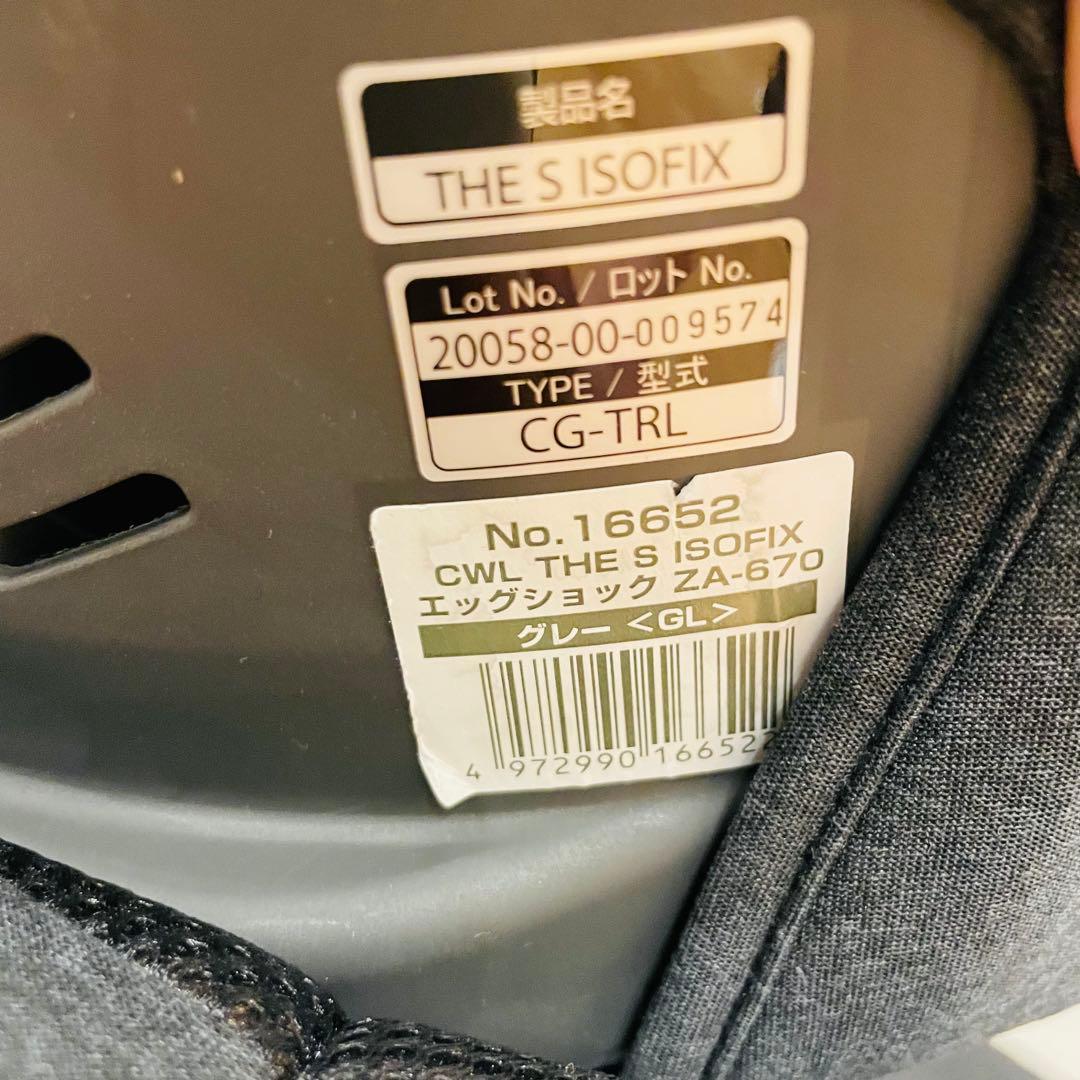 製品名
THE S ISOFIX
Lot No. / ロット No.
20058-00-009574
TYPE / 型式
CG-TRL
No.16652
CWL THE S ISOFIX
エッグショック ZA-670
グレー <GL>
4 972990 166522